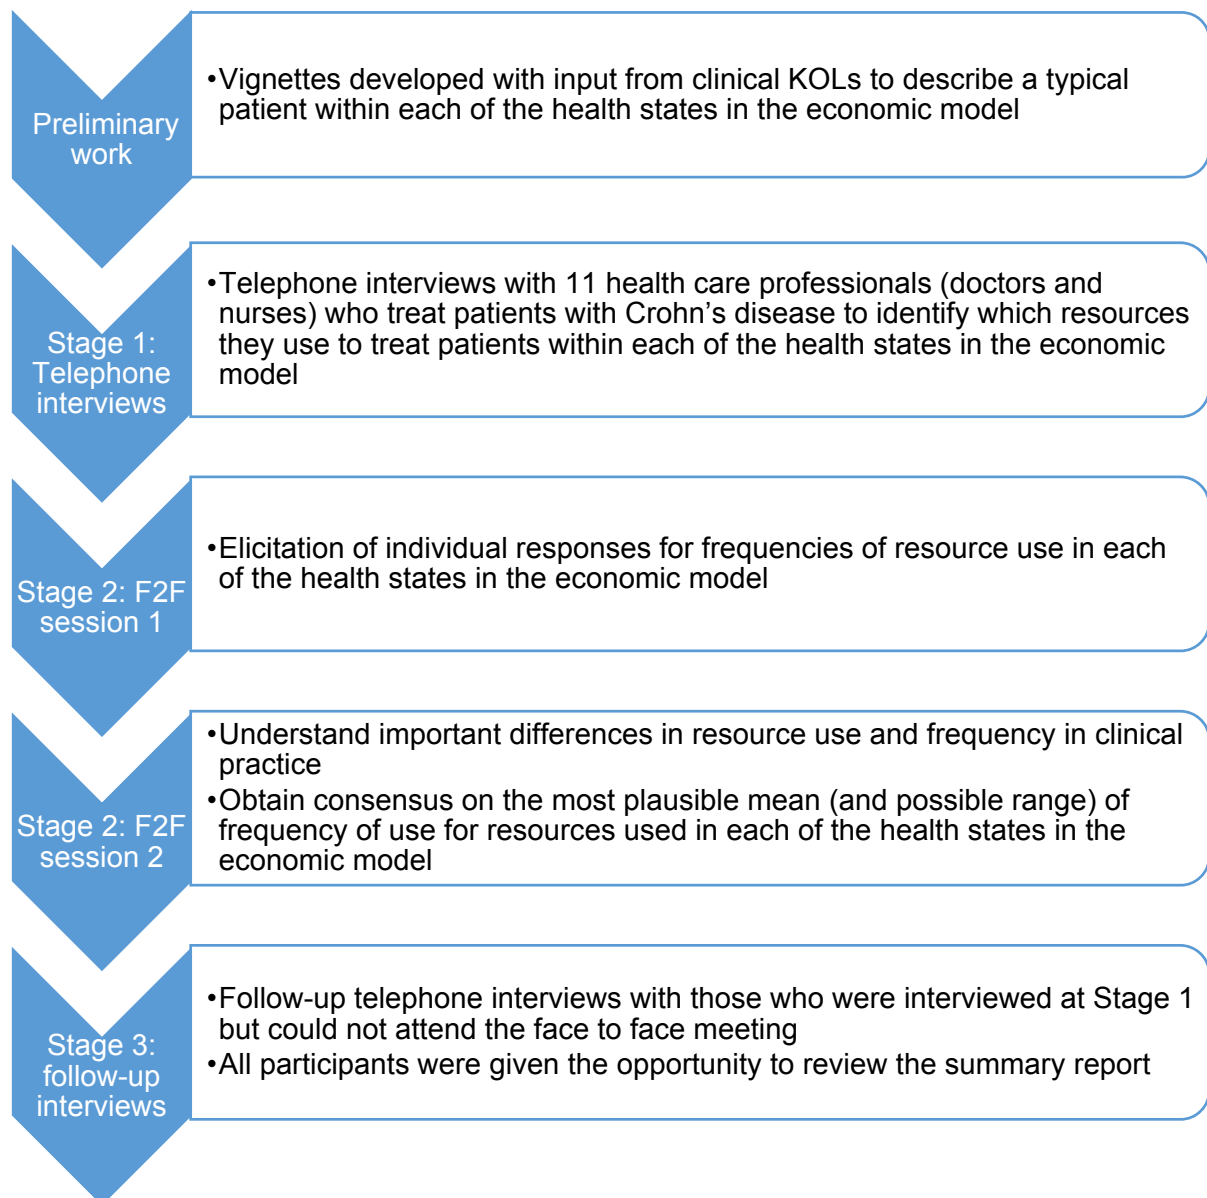 Preliminary
work
•Vignettes developed with input from clinical KOLs to describe a typical
patient within each of the health states in the economic model
Stage 1:
Telephone
interviews
•Telephone interviews with 11 health care professionals (doctors and
nurses) who treat patients with Crohn’s disease to identify which resources
they use to treat patients within each of the health states in the economic
model
Stage 2: F2F
session 1
•Elicitation of individual responses for frequencies of resource use in each
of the health states in the economic model
Stage 2: F2F
session 2
•Understand important differences in resource use and frequency in clinical
practice
•Obtain consensus on the most plausible mean (and possible range) of
frequency of use for resources used in each of the health states in the
economic model
Stage 3:
follow-up
interviews
•Follow-up telephone interviews with those who were interviewed at Stage 1
but could not attend the face to face meeting
•All participants were given the opportunity to review the summary report